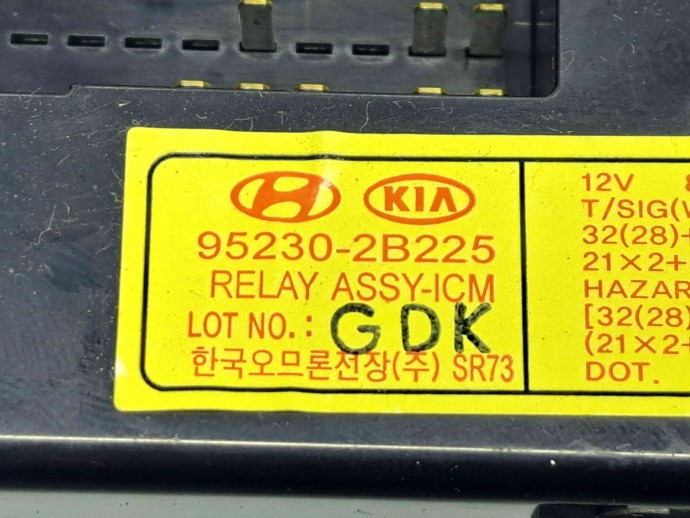 KIA
95230-2B225
RELAY ASSY-ICM
LOT NO.: GDK
한국오므론전장(주) SR73
12V 8
T/SIG(
32(28)+
21×2+
HAZAR
[32(28)
(21×2+
DOT.